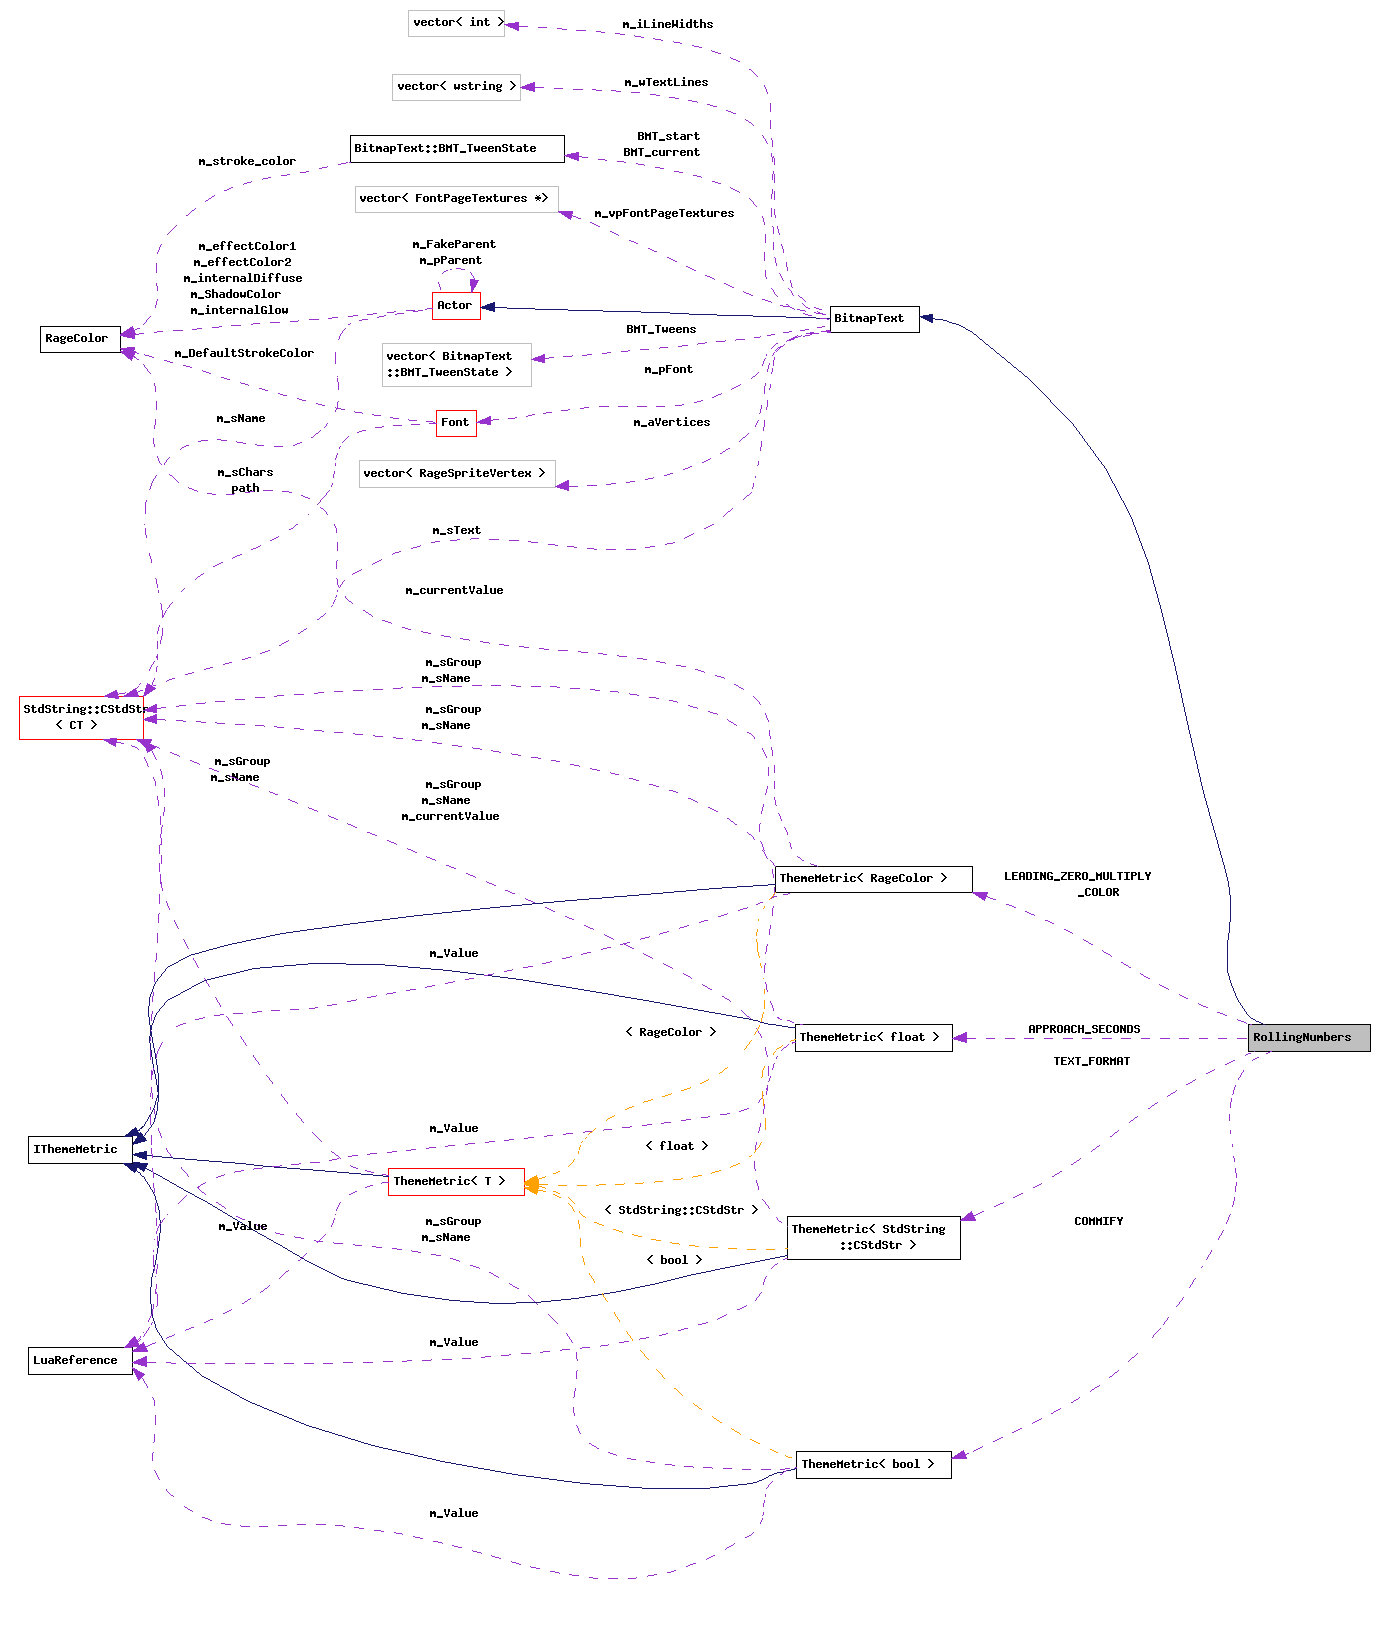 vector< int >
m_iLineWidths
vector< wstring >
m_wTextLines
BitmapText::BMT_TweenState
BMT_start
BMT_current
m_stroke_color
vector< FontPageTextures *>
m_vpFontPageTextures
m_effectColor1
m_effectColor2
m_internalDiffuse
m_ShadowColor
m_internalGlow
m_FakeParent
m_pParent
Actor
BitmapText
RageColor
BMT_Tweens
m_DefaultStrokeColor
vector< BitmapText
::BMT_TweenState >
m_pFont
m_sName
Font
m_aVertices
m_sChars
path
vector< RageSpriteVertex >
m_sText
m_currentValue
m_sGroup
m_sName
StdString::CStdStr
< CT >
m_sGroup
m_sName
m_sGroup
m_sName
m_sGroup
m_sName
m_currentValue
ThemeMetric< RageColor >
LEADING_ZERO_MULTIPLY
_COLOR
m_Value
< RageColor >
ThemeMetric< float >
APPROACH_SECONDS
RollingNumbers
TEXT_FORMAT
m_Value
IThemeMetric
< float >
ThemeMetric< T >
< StdString::CStdStr >
m_Value
m_sGroup
m_sName
ThemeMetric< StdString
::CStdStr >
COMMIFY
< bool >
m_Value
LuaReference
ThemeMetric< bool >
m_Value